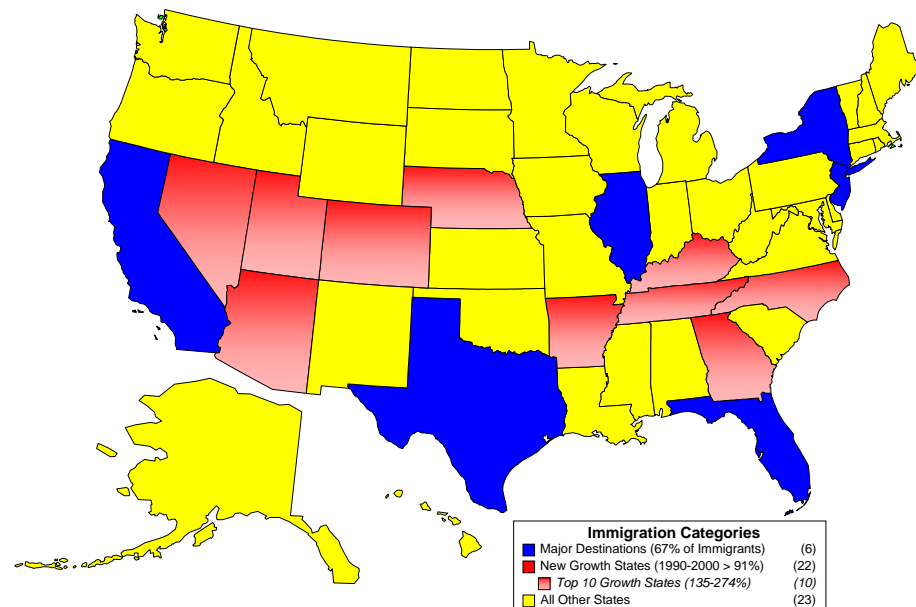 Immigration Categories
Major Destinations (67% of Immigrants) (6)
New Growth States (1990-2000 > 91%) (22)
Top 10 Growth States (135-274%) (10)
All Other States (23)